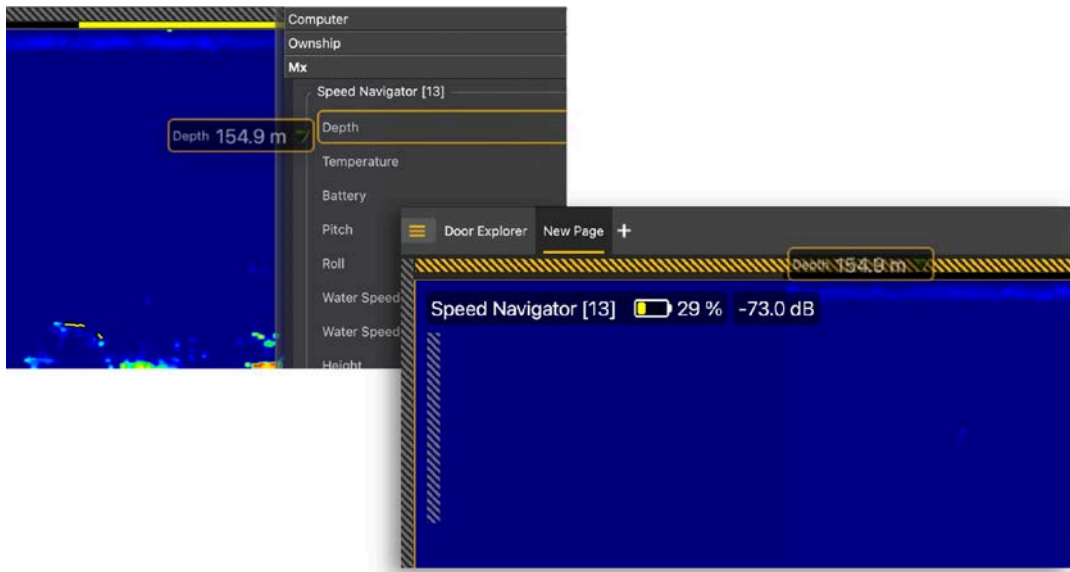 Computer
Ownship
Mx
Speed Navigator [13]
Depth
Depth 154.9 m
Temperature
Battery
Pitch
Roll
Water Speed
Water Speed
Height
Door Explorer New Page +
Depth 154.9 m
Speed Navigator [13] 29 % -73.0 dB